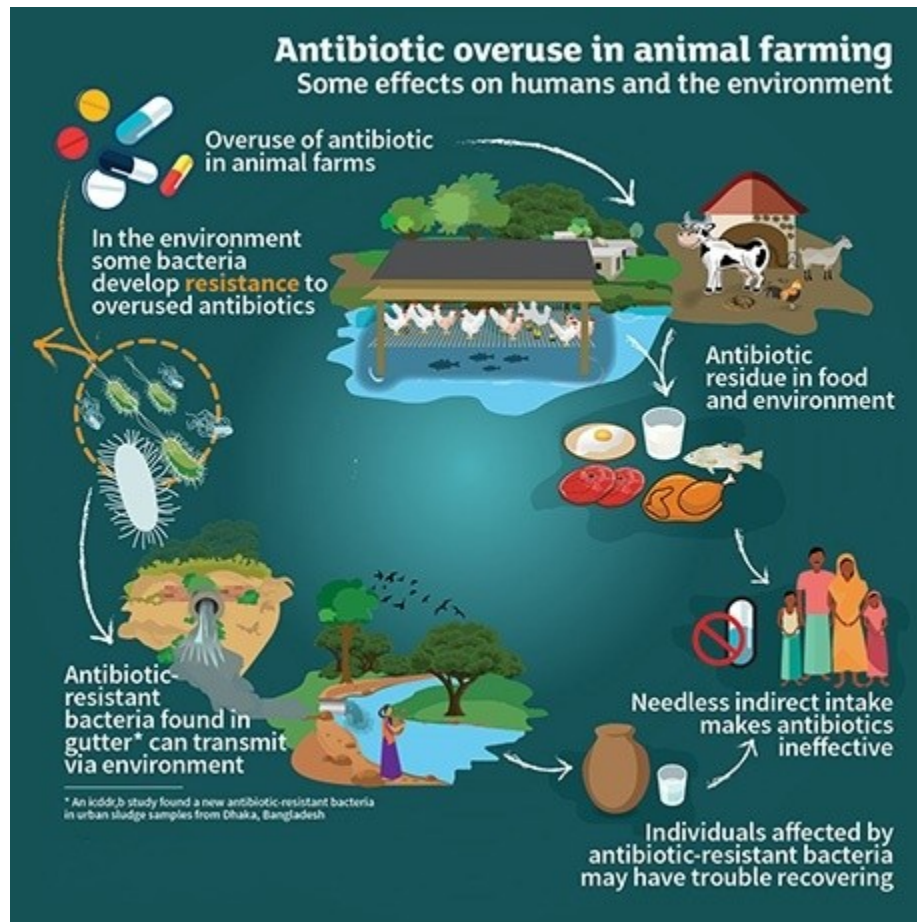 Antibiotic overuse in animal farming
Some effects on humans and the environment
Overuse of antibiotic
in animal farms
In the environment
some bacteria
develop resistance to
overused antibiotics
Antibiotic
residue in food
and environment
Antibiotic-
resistant
bacteria found in
gutter* can transmit
via environment
* An icddr,b study found a new antibiotic-resistant bacteria
in urban sludge samples from Dhaka, Bangladesh
Needless indirect intake
makes antibiotics
ineffective
Individuals affected by
antibiotic-resistant bacteria
may have trouble recovering